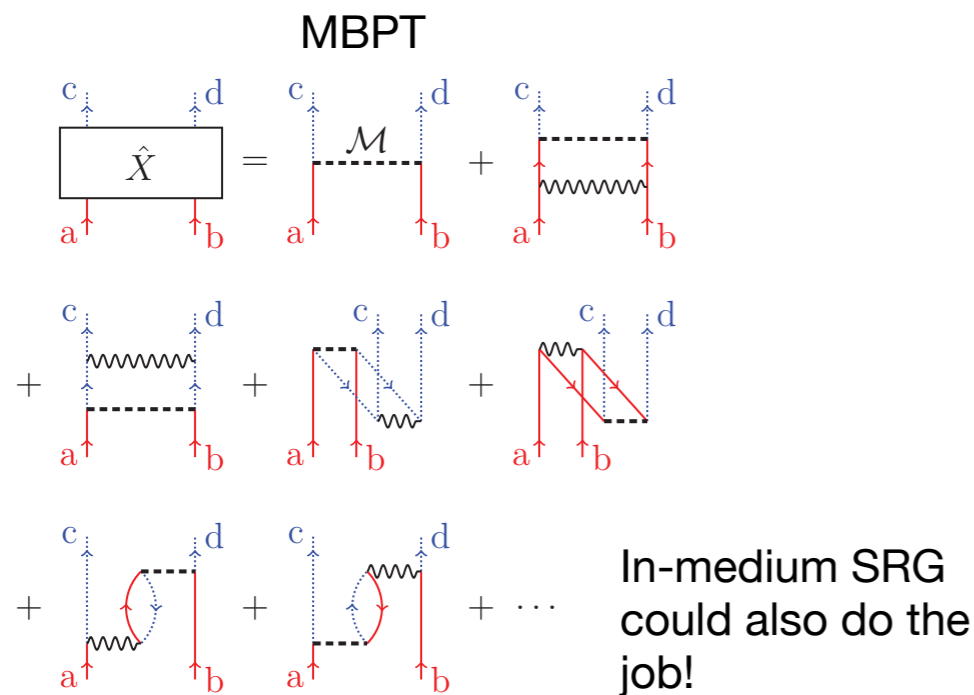 MBPT
c d c d c d
X̂ = ℳ +
a b a b a b
c d c d c d
+ + +
a b a b a b
c d c d
+ + + ···
a b a b
In-medium SRG
could also do the
job!